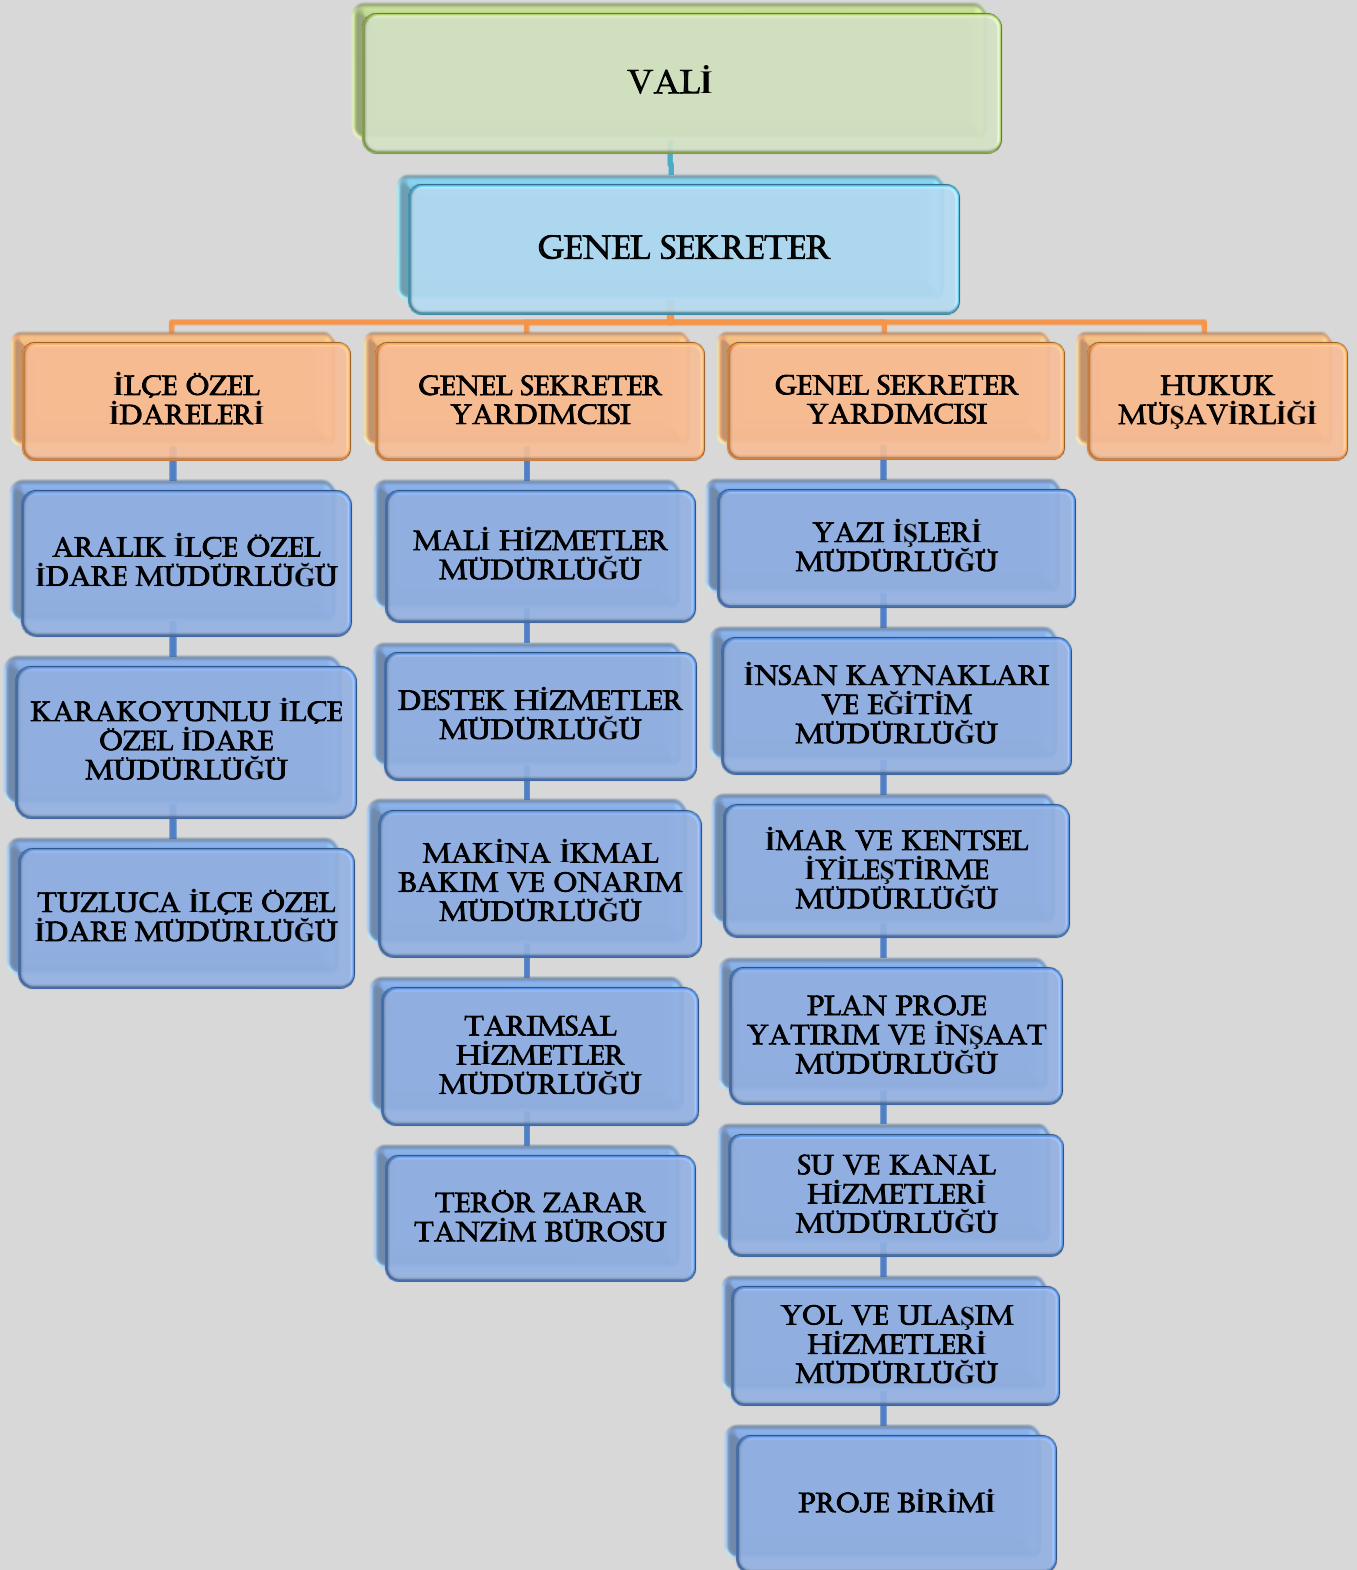 VALİ
GENEL SEKRETER
İLÇE ÖZEL
İDARELERİ
GENEL SEKRETER
YARDIMCISI
GENEL SEKRETER
YARDIMCISI
HUKUK
MÜŞAVİRLİĞİ
ARALIK İLÇE ÖZEL
İDARE MÜDÜRLÜĞÜ
KARAKOYUNLU İLÇE
ÖZEL İDARE
MÜDÜRLÜĞÜ
TUZLUCA İLÇE ÖZEL
İDARE MÜDÜRLÜĞÜ
MALİ HİZMETLER
MÜDÜRLÜĞÜ
DESTEK HİZMETLER
MÜDÜRLÜĞÜ
MAKİNA İKMAL
BAKIM VE ONARIM
MÜDÜRLÜĞÜ
TARIMSAL
HİZMETLER
MÜDÜRLÜĞÜ
TERÖR ZARAR
TANZİM BÜROSU
YAZI İŞLERİ
MÜDÜRLÜĞÜ
İNSAN KAYNAKLARI
VE EĞİTİM
MÜDÜRLÜĞÜ
İMAR VE KENTSEL
İYİLEŞTİRME
MÜDÜRLÜĞÜ
PLAN PROJE
YATIRIM VE İNŞAAT
MÜDÜRLÜĞÜ
SU VE KANAL
HİZMETLERİ
MÜDÜRLÜĞÜ
YOL VE ULAŞIM
HİZMETLERİ
MÜDÜRLÜĞÜ
PROJE BİRİMİ